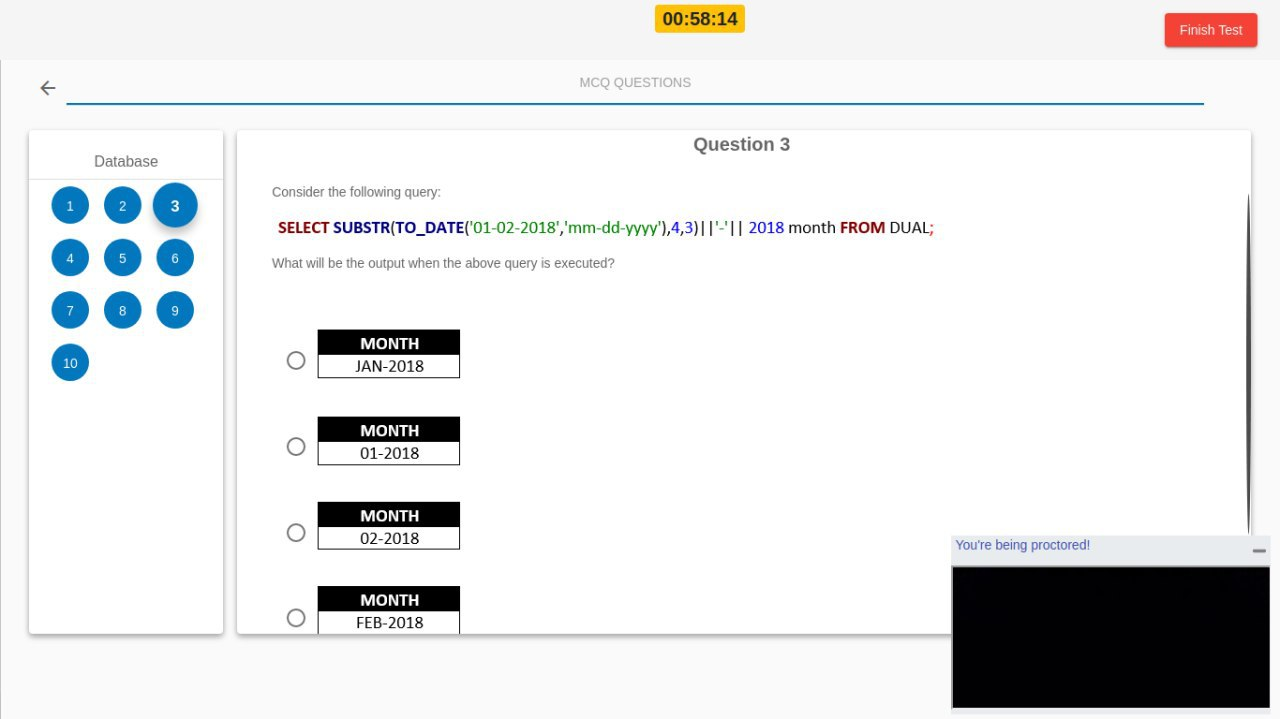 00:58:14
Finish Test
MCQ QUESTIONS
Database
1 2 3
4 5 6
7 8 9
10
Question 3
Consider the following query:
SELECT SUBSTR(TO_DATE('01-02-2018','mm-dd-yyyy'),4,3)||'-'|| 2018 month FROM DUAL;
What will be the output when the above query is executed?
MONTH
JAN-2018
MONTH
01-2018
MONTH
02-2018
MONTH
FEB-2018
You're being proctored!